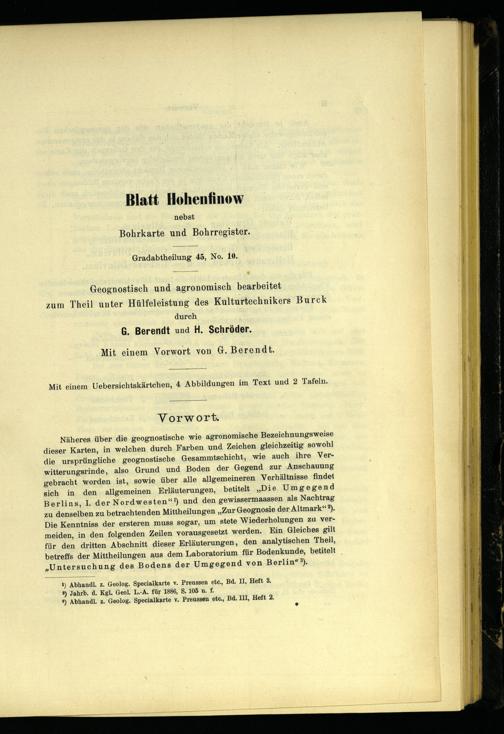 Blatt Hohenfinow
nebst
Bohrkarte und Bohrregister.
Gradabtheilung 45, No. 10.
Geognostisch und agronomisch bearbeitet
zum Theil unter Hülfeleistung des Kulturtechnikers Burck
durch
G. Berendt und H. Schröder.
Mit einem Vorwort von G. Berendt.
Mit einem Uebersichtskärtchen, 4 Abbildungen im Text und 2 Tafeln.
Vorwort.
Näheres über die geognostische wie agronomische Bezeichnungsweise
dieser Karten, in welchen durch Farben und Zeichen gleichzeitig sowohl
die ursprüngliche geognostische Gesammtschicht, wie auch ihre Ver-
witterungsrinde, also Grund und Boden der Gegend zur Anschauung
gebracht worden ist, sowie über alle allgemeineren Verhältnisse findet
sich in den allgemeinen Erläuterungen, betitelt „Die Umgegend
Berlins, I. der Nordwesten“¹) und den gewissermaassen als Nachtrag
zu denselben zu betrachtenden Mittheilungen „Zur Geognosie der Altmark“²).
Die Kenntniss der ersteren muss sogar, um stete Wiederholungen zu ver-
meiden, in den folgenden Zeilen vorausgesetzt werden. Ein Gleiches gilt
für den dritten Abschnitt dieser Erläuterungen, den analytischen Theil,
betreffs der Mittheilungen aus dem Laboratorium für Bodenkunde, betitelt
„Untersuchung des Bodens der Umgegend von Berlin“³).
¹) Abhandl. z. Geolog. Specialkarte v. Preussen etc., Bd. II, Heft 3.
²) Jahrb. d. Kgl. Geol. L.-A. für 1886, S. 105 u. f.
³) Abhandl. z. Geolog. Specialkarte v. Preussen etc., Bd. III, Heft 2.